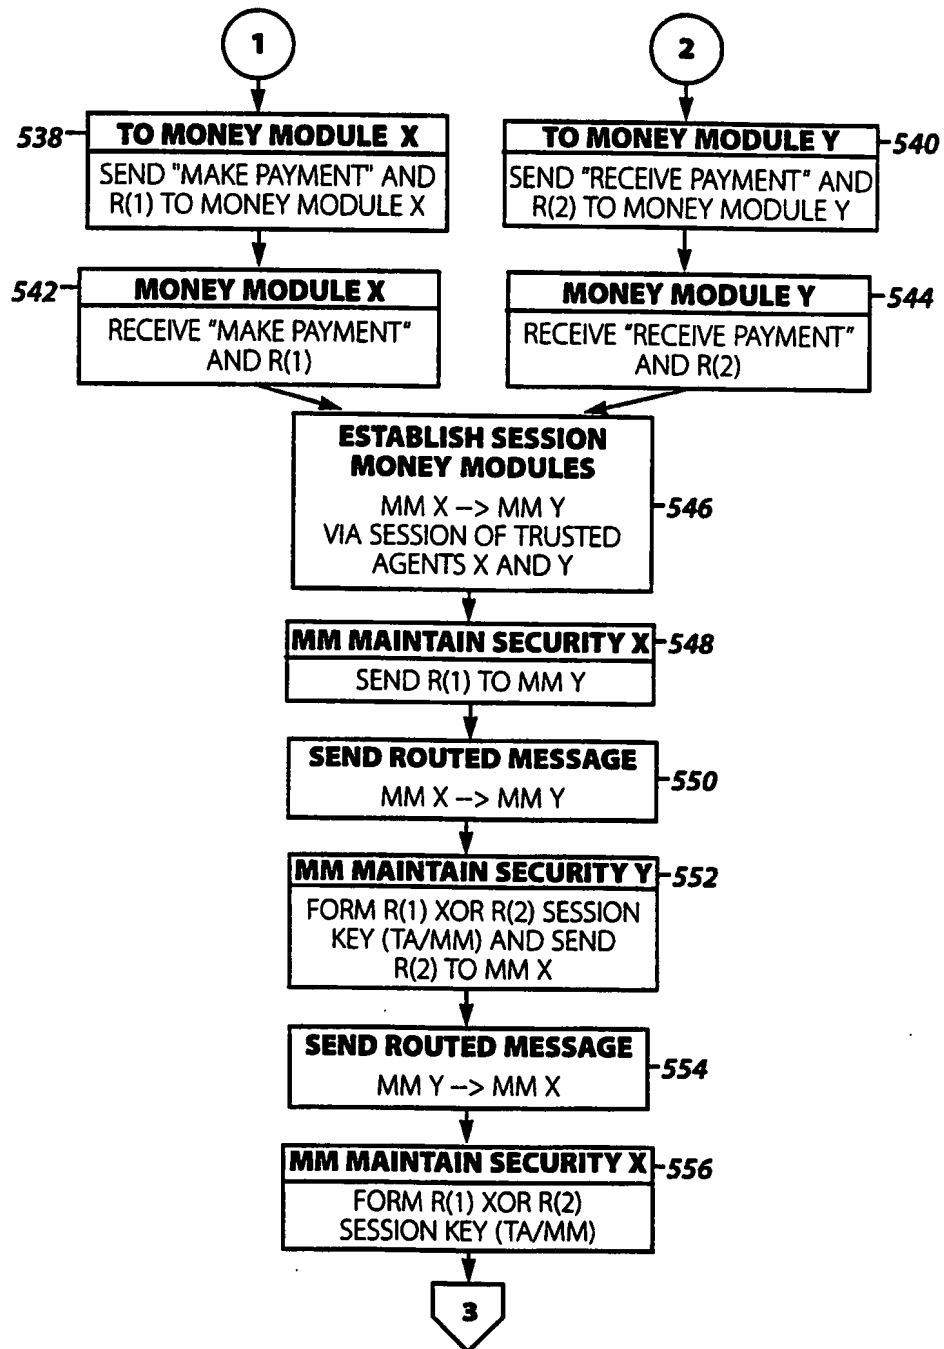 1
2
538
TO MONEY MODULE X
SEND "MAKE PAYMENT" AND
R(1) TO MONEY MODULE X
TO MONEY MODULE Y
540
SEND "RECEIVE PAYMENT" AND
R(2) TO MONEY MODULE Y
542
MONEY MODULE X
RECEIVE "MAKE PAYMENT"
AND R(1)
MONEY MODULE Y
544
RECEIVE "RECEIVE PAYMENT"
AND R(2)
ESTABLISH SESSION
MONEY MODULES
MM X --> MM Y
VIA SESSION OF TRUSTED
AGENTS X AND Y
546
MM MAINTAIN SECURITY X
548
SEND R(1) TO MM Y
SEND ROUTED MESSAGE
MM X --> MM Y
550
MM MAINTAIN SECURITY Y
552
FORM R(1) XOR R(2) SESSION
KEY (TA/MM) AND SEND
R(2) TO MM X
SEND ROUTED MESSAGE
MM Y --> MM X
554
MM MAINTAIN SECURITY X
556
FORM R(1) XOR R(2)
SESSION KEY (TA/MM)
3